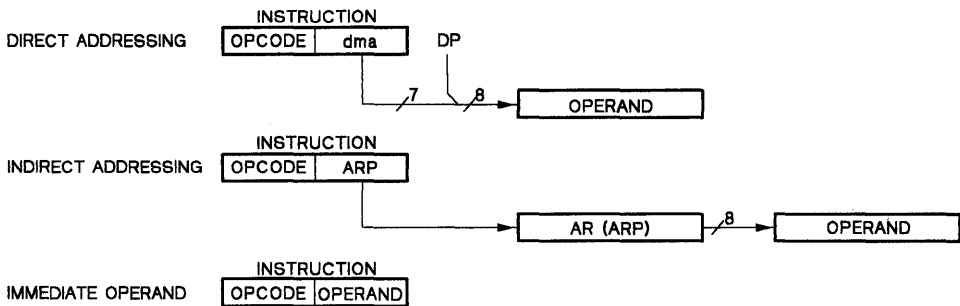 INSTRUCTION
DIRECT ADDRESSING OPCODE dma DP
7 8 OPERAND
INSTRUCTION
INDIRECT ADDRESSING OPCODE ARP
AR (ARP) 8 OPERAND
INSTRUCTION
IMMEDIATE OPERAND OPCODE OPERAND